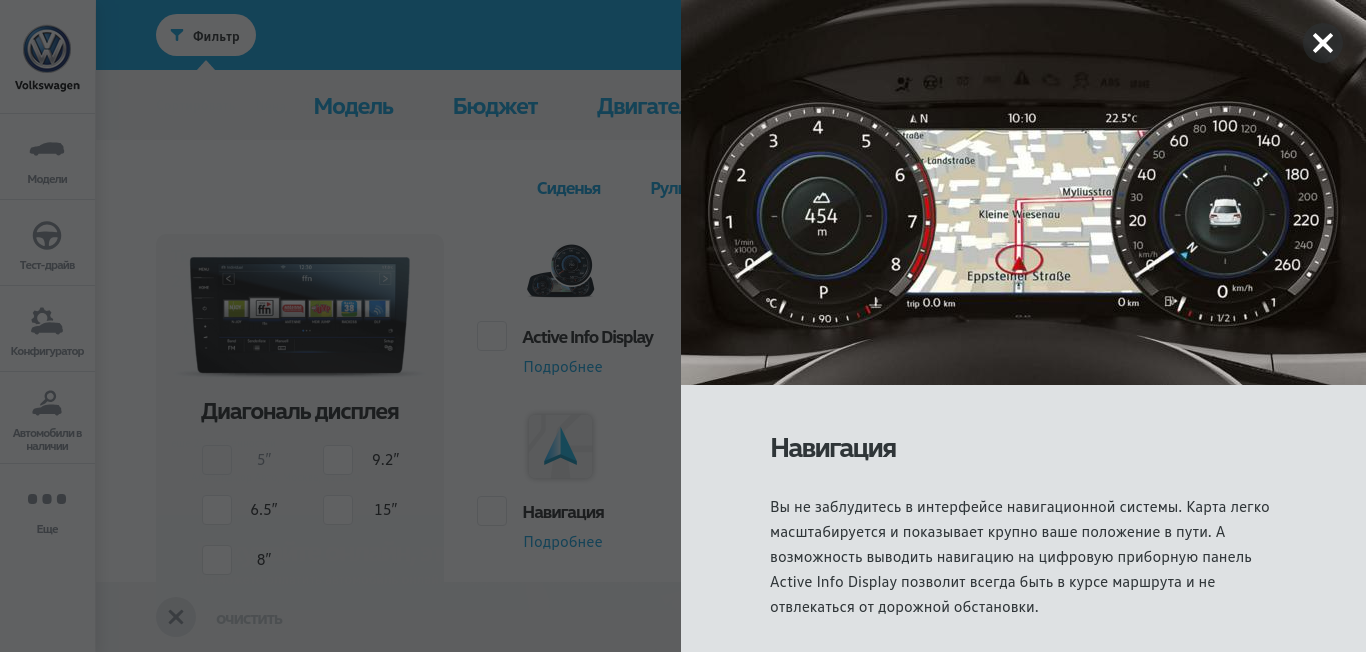 Volkswagen
Модели
Тест-драйв
Конфигуратор
Автомобили в
наличии
Еще
Фильтр
Модель Бюджет
Сиденья
Диагональ дисплея
5″ 9.2″
6.5″ 15″
8″
Active Info Display
Подробнее
Навигация
Подробнее
ОЧИСТИТЬ
N 10:10 22.5°C
Landstraße
Kleine Wiesenau
Eppsteiner Straße
trip 0.0 km 0 km
1/min
x1000
0 1 2 3 4 5 6 7 8
454
m
P
°C 90
0 10 20 30 40 50 60 80 100 120 140 160 180 200 220 240 260
km/h
N S
0 km/h
1/2 1
Навигация
Вы не заблудитесь в интерфейсе навигационной системы. Карта легко
масштабируется и показывает крупно ваше положение в пути. А
возможность выводить навигацию на цифровую приборную панель
Active Info Display позволит всегда быть в курсе маршрута и не
отвлекаться от дорожной обстановки.